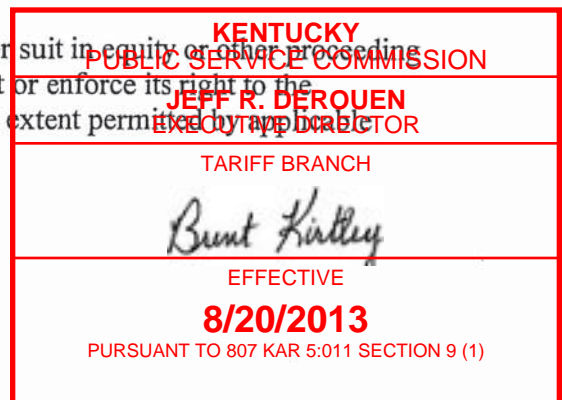 KENTUCKY
r suit in equity or other proceeding
PUBLIC SERVICE COMMISSION
t or enforce its right to the
JEFF R. DEROUEN
extent permitted by applicable
EXECUTIVE DIRECTOR
TARIFF BRANCH
Bunt Kirtley
EFFECTIVE
8/20/2013
PURSUANT TO 807 KAR 5:011 SECTION 9 (1)